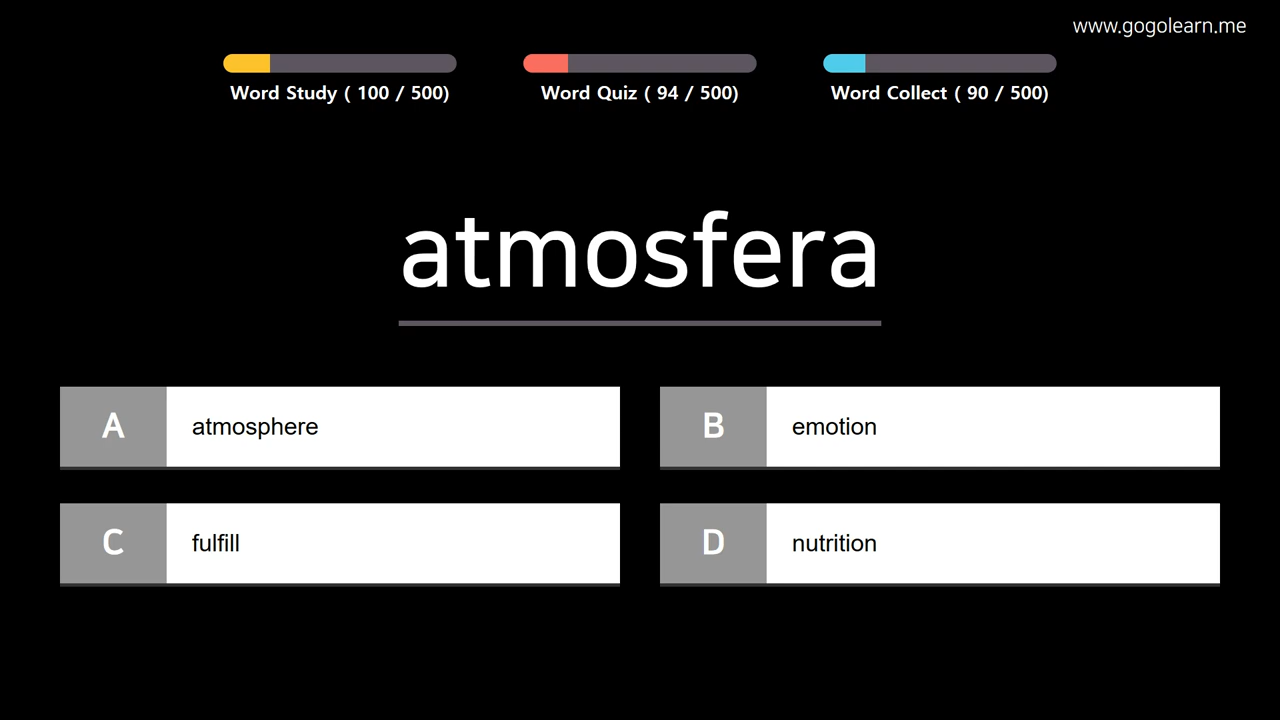 www.gogolearn.me
Word Study ( 100 / 500)
Word Quiz ( 94 / 500)
Word Collect ( 90 / 500)
atmosfera
A atmosphere
B emotion
C fulfill
D nutrition